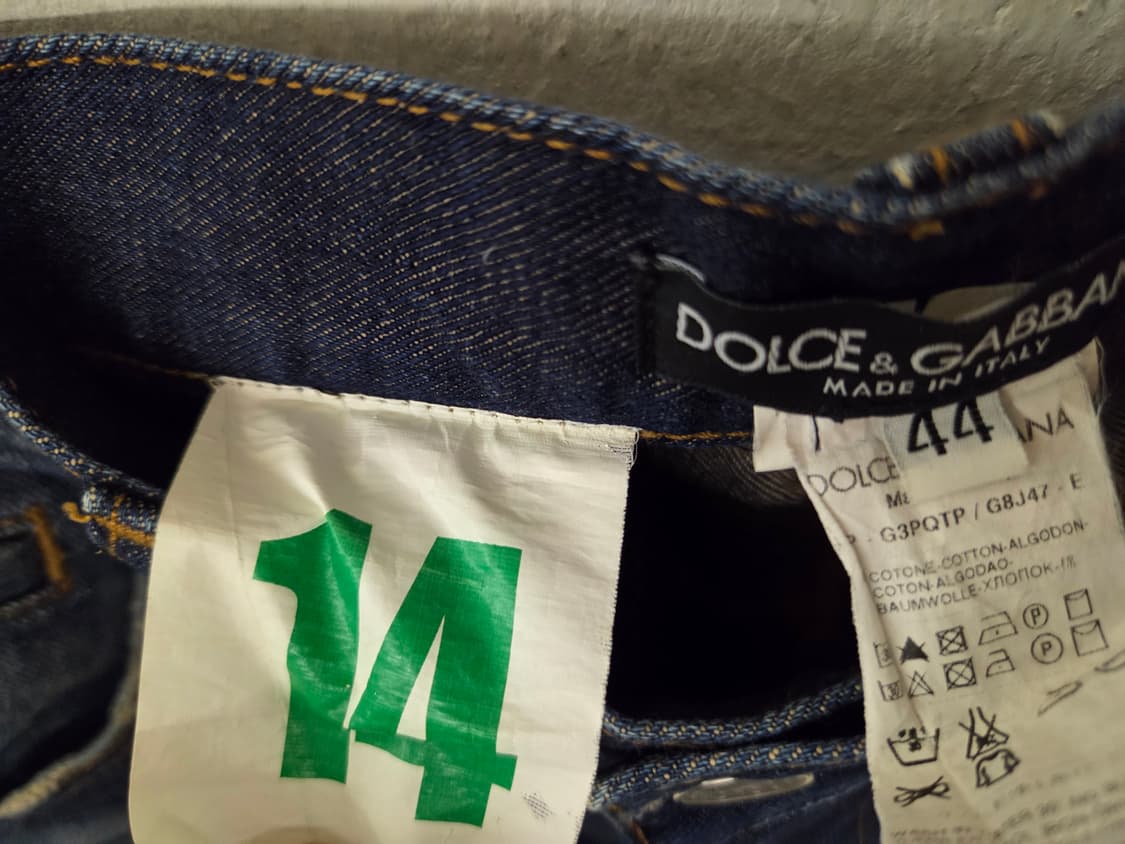 DOLCE & GABBAN
MADE IN ITALY
44
14
DOLCE
NA
G3PQTP / G8J47 - E
COTONE-COTTON-ALGODON-
COTON-ALGODAO-
BAUMWOLLE-ХЛОПОК-